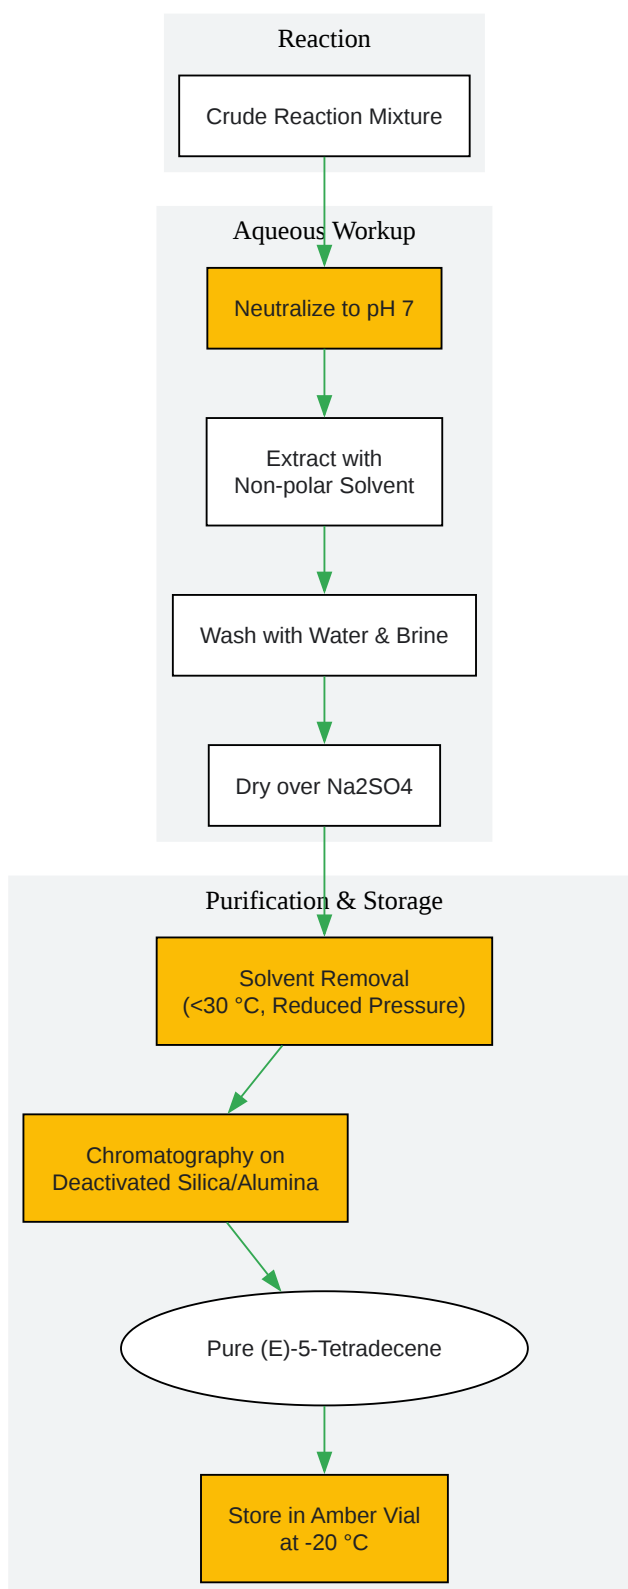 Reaction
Crude Reaction Mixture
Aqueous Workup
Neutralize to pH 7
Extract with
Non-polar Solvent
Wash with Water & Brine
Dry over Na2SO4
Purification & Storage
Solvent Removal
(<30 °C, Reduced Pressure)
Chromatography on
Deactivated Silica/Alumina
Pure (E)-5-Tetradecene
Store in Amber Vial
at -20 °C